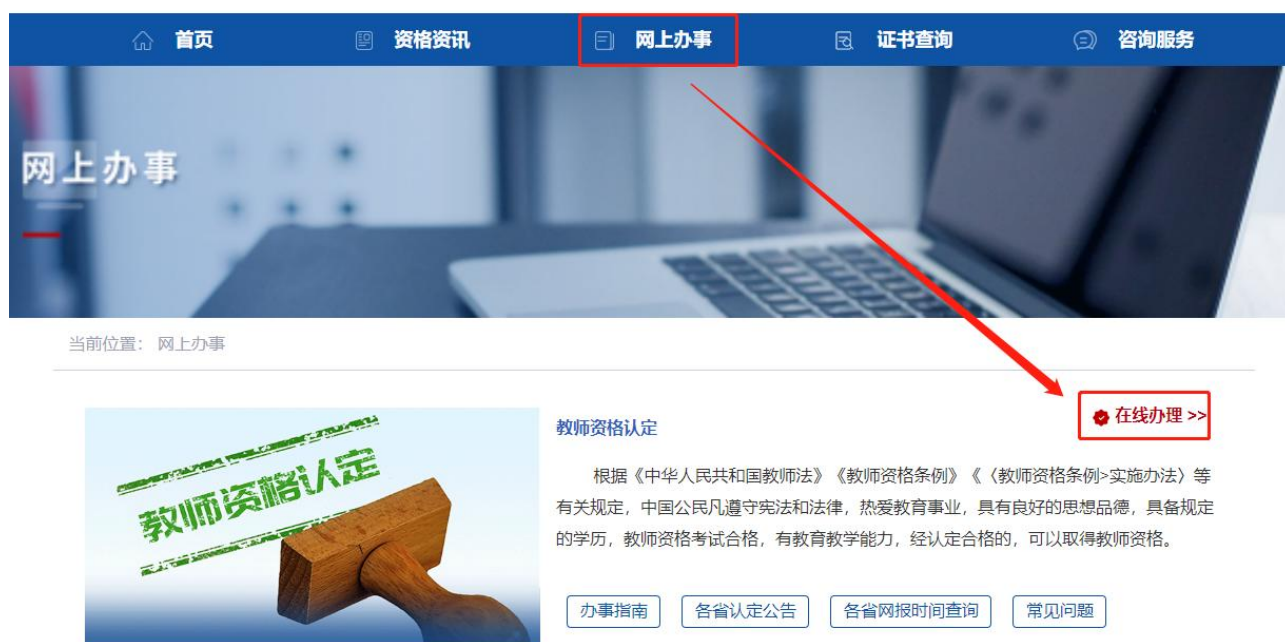 首页 资格资讯 网上办事 证书查询 咨询服务
网上办事
当前位置： 网上办事
教师资格认定
教师资格认定
在线办理 >>
根据《中华人民共和国教师法》《教师资格条例》《〈教师资格条例>实施办法〉等
有关规定，中国公民凡遵守宪法和法律，热爱教育事业，具有良好的思想品德，具备规定
的学历，教师资格考试合格，有教育教学能力，经认定合格的，可以取得教师资格。
办事指南 各省认定公告 各省网报时间查询 常见问题